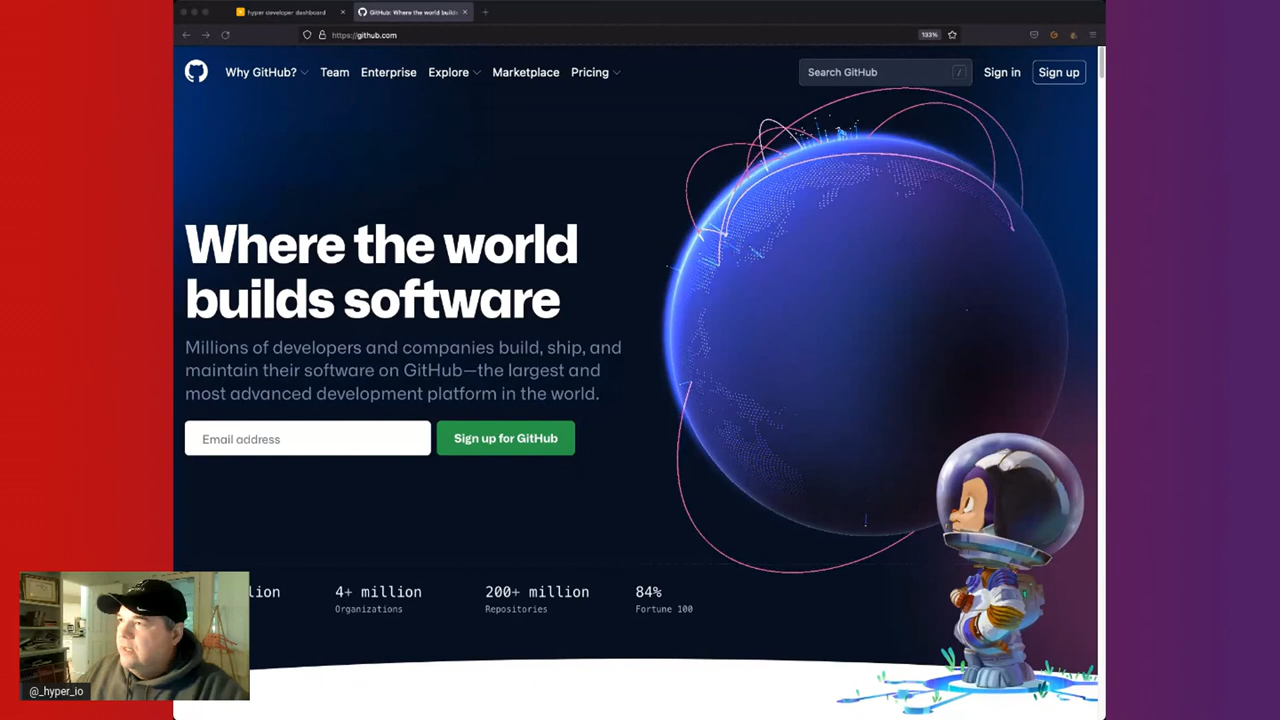 hyper developer dashboard
GitHub: Where the world builds
https://github.com
133%
Why GitHub?
Team
Enterprise
Explore
Marketplace
Pricing
Search GitHub
/
Sign in
Sign up
Where the world
builds software
Millions of developers and companies build, ship, and
maintain their software on GitHub—the largest and
most advanced development platform in the world.
Email address
Sign up for GitHub
lion
4+ million
200+ million
84%
Organizations
Repositories
Fortune 100
@_hyper_io